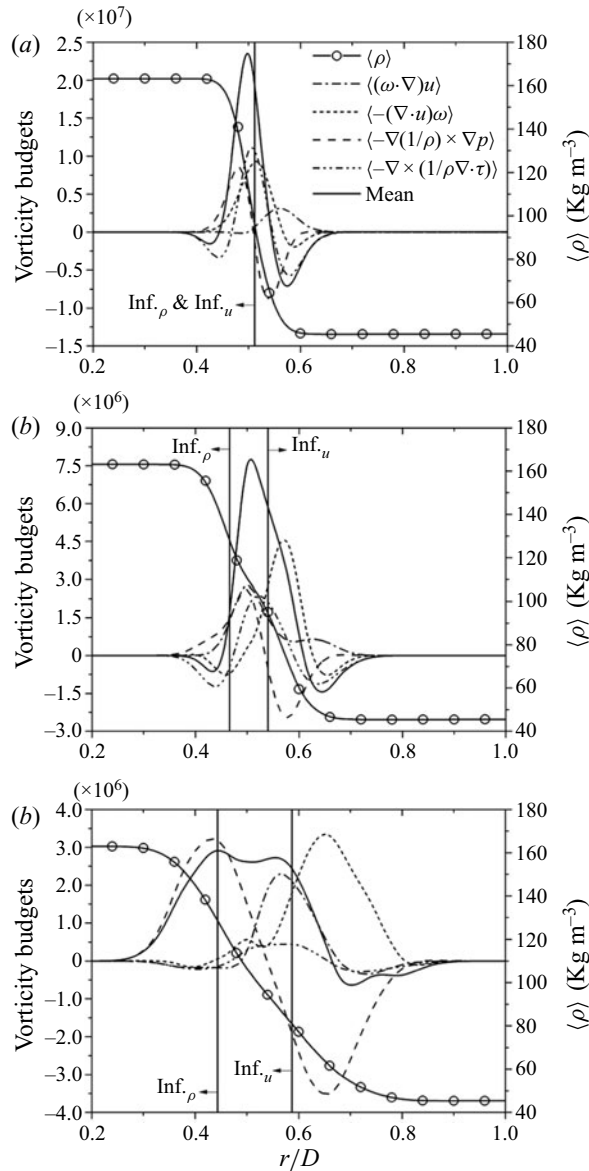 (×10⁷)
(a)
2.5
2.0
1.5
1.0
0.5
0
−0.5
−1.0
−1.5
Vorticity budgets
180
160
140
120
100
80
60
40
⟨ρ⟩ (Kg m⁻³)
⟨ρ⟩
⟨(ω·∇)u⟩
⟨−(∇·u)ω⟩
⟨−∇(1/ρ) × ∇p⟩
⟨−∇ × (1/ρ∇·τ)⟩
Mean
Inf.ρ & Inf.u
0.2 0.4 0.6 0.8 1.0
(×10⁶)
(b)
9.0
7.5
6.0
4.5
3.0
1.5
0
−1.5
−3.0
Vorticity budgets
180
160
140
120
100
80
60
40
⟨ρ⟩ (Kg m⁻³)
Inf.ρ
Inf.u
0.2 0.4 0.6 0.8 1.0
(×10⁶)
(b)
4.0
3.0
2.0
1.0
0
−1.0
−2.0
−3.0
−4.0
Vorticity budgets
180
160
140
120
100
80
60
40
⟨ρ⟩ (Kg m⁻³)
Inf.ρ
Inf.u
0.2 0.4 0.6 0.8 1.0
r/D